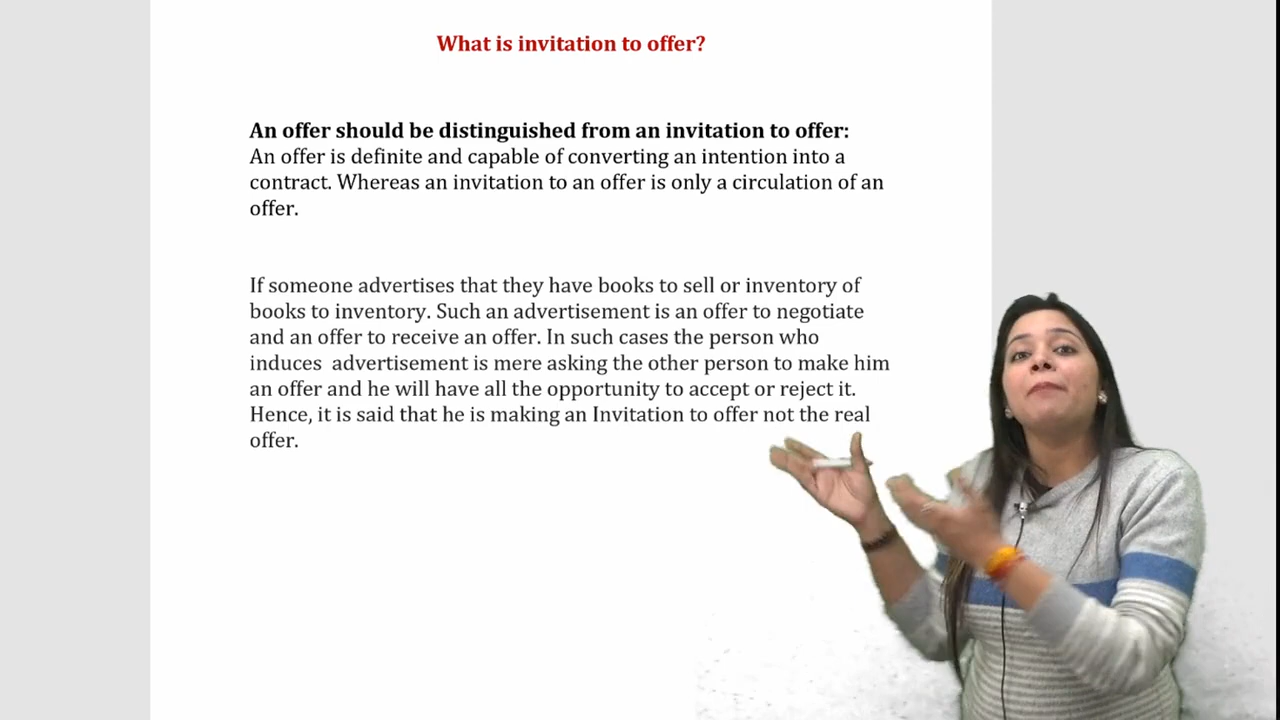 What is invitation to offer?
An offer should be distinguished from an invitation to offer:
An offer is definite and capable of converting an intention into a
contract. Whereas an invitation to an offer is only a circulation of an
offer.
If someone advertises that they have books to sell or inventory of
books to inventory. Such an advertisement is an offer to negotiate
and an offer to receive an offer. In such cases the person who
induces  advertisement is mere asking the other person to make him
an offer and he will have all the opportunity to accept or reject it.
Hence, it is said that he is making an Invitation to offer not the real
offer.